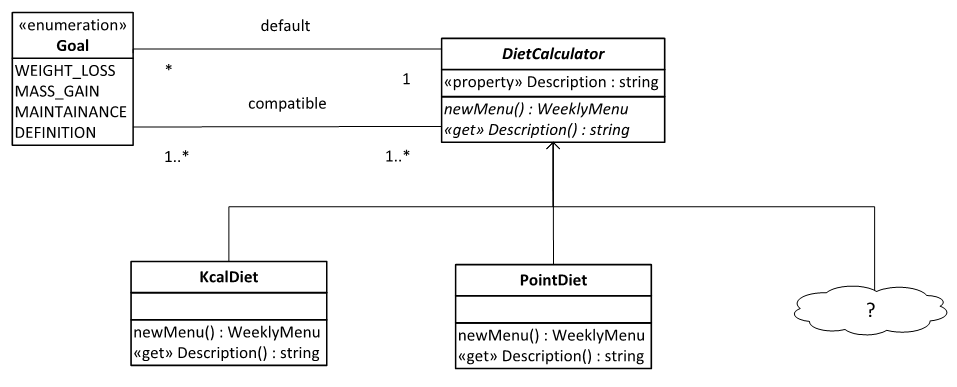 «enumeration»
Goal
WEIGHT_LOSS
MASS_GAIN
MAINTAINANCE
DEFINITION
default
*
1
compatible
1..*
1..*
DietCalculator
«property» Description : string
newMenu() : WeeklyMenu
«get» Description() : string
KcalDiet
newMenu() : WeeklyMenu
«get» Description() : string
PointDiet
newMenu() : WeeklyMenu
«get» Description() : string
?